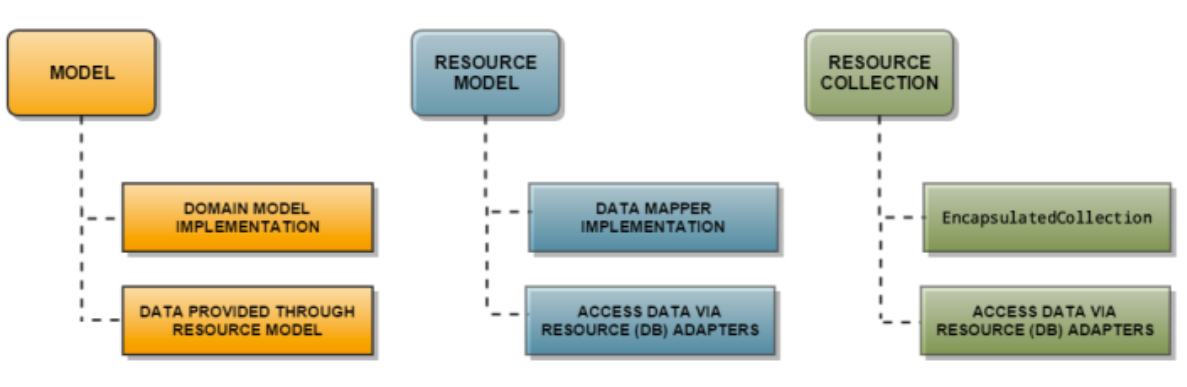 MODEL
RESOURCE
MODEL
RESOURCE
COLLECTION
DOMAIN MODEL
IMPLEMENTATION
DATA MAPPER
IMPLEMENTATION
EncapsulatedCollection
DATA PROVIDED THROUGH
RESOURCE MODEL
ACCESS DATA VIA
RESOURCE (DB) ADAPTERS
ACCESS DATA VIA
RESOURCE (DB) ADAPTERS